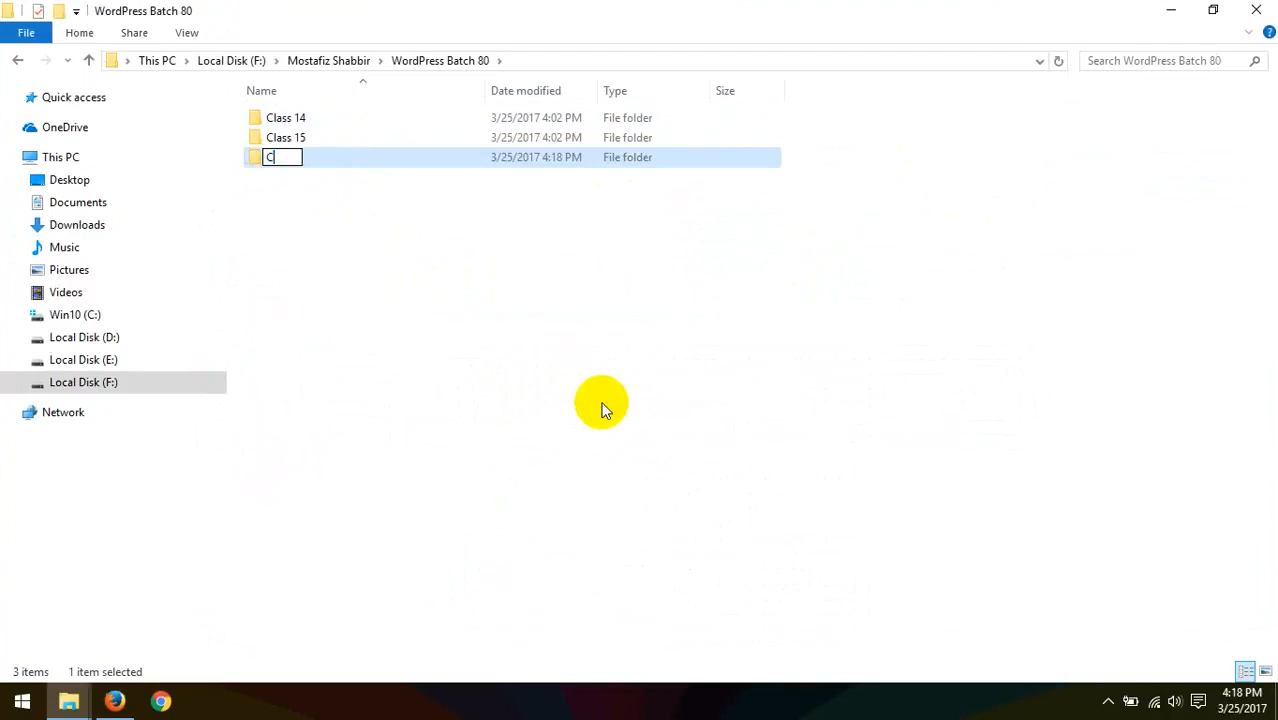 WordPress Batch 80
File Home Share View
This PC Local Disk (F:) Mostafiz Shabbir WordPress Batch 80 Search WordPress Batch 80
Name Date modified Type Size
Quick access
OneDrive
This PC
Desktop
Documents
Downloads
Music
Pictures
Videos
Win10 (C:)
Local Disk (D:)
Local Disk (E:)
Local Disk (F:)
Network
Class 14 3/25/2017 4:02 PM File folder
Class 15 3/25/2017 4:02 PM File folder
C 3/25/2017 4:18 PM File folder
3 items 1 item selected
4:18 PM
3/25/2017